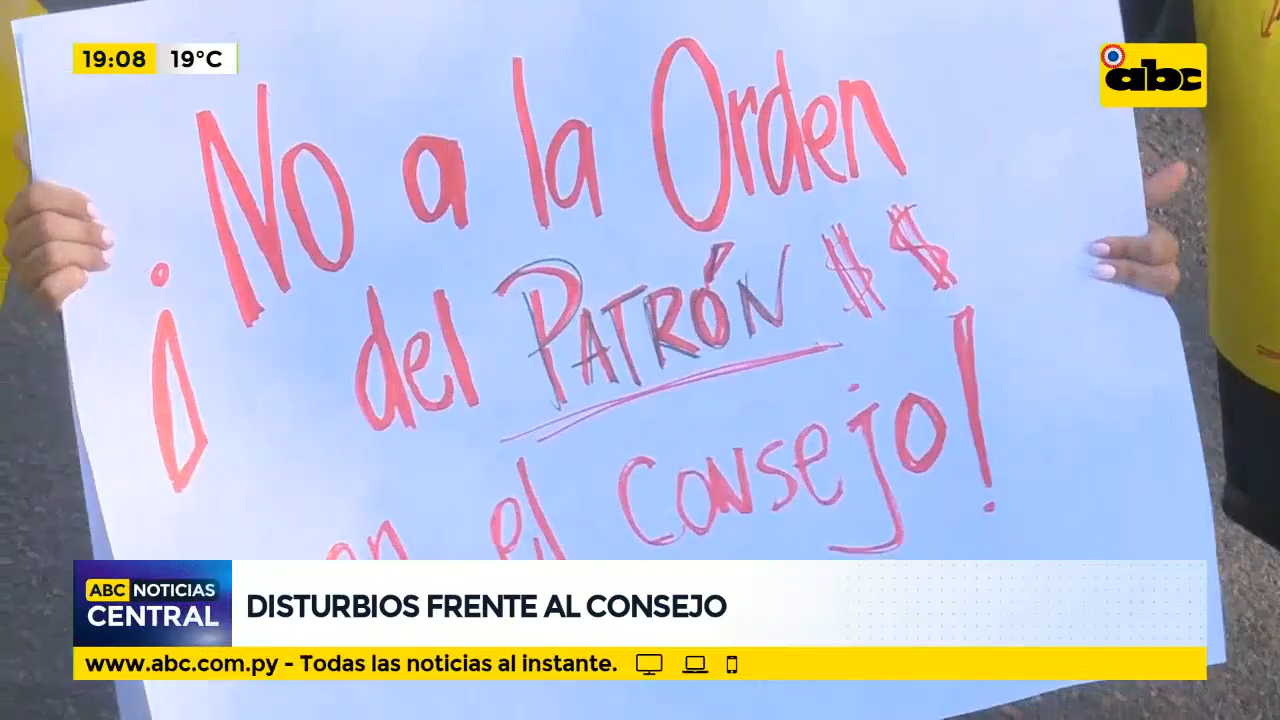 19:08 19°C
abc
¡No a la Orden
del PATRÓN $$
en el Consejo!
ABC NOTICIAS
CENTRAL
DISTURBIOS FRENTE AL CONSEJO
www.abc.com.py - Todas las noticias al instante.